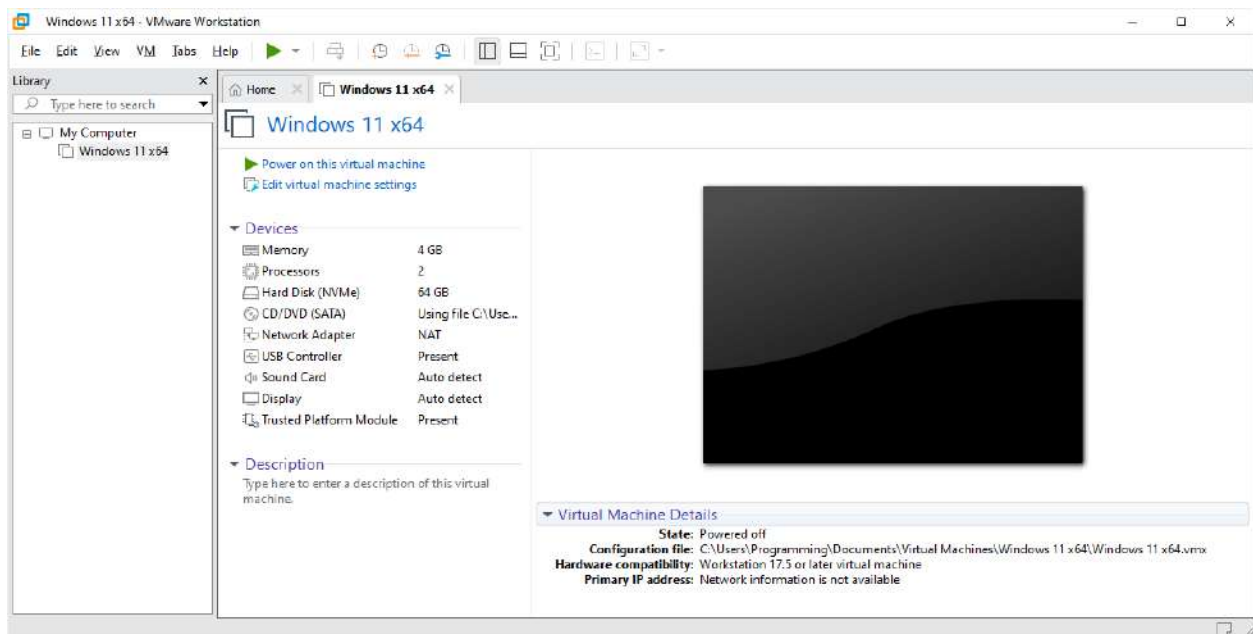 Windows 11 x64 - VMware Workstation
File Edit View VM Tabs Help
Library
Type here to search
My Computer
Windows 11 x64
Home
Windows 11 x64
Windows 11 x64
Power on this virtual machine
Edit virtual machine settings
Devices
Memory 4 GB
Processors 2
Hard Disk (NVMe) 64 GB
CD/DVD (SATA) Using file C:\Use...
Network Adapter NAT
USB Controller Present
Sound Card Auto detect
Display Auto detect
Trusted Platform Module Present
Description
Type here to enter a description of this virtual
machine.
Virtual Machine Details
State: Powered off
Configuration file: C:\Users\Programming\Documents\Virtual Machines\Windows 11 x64\Windows 11 x64.vmx
Hardware compatibility: Workstation 17.5 or later virtual machine
Primary IP address: Network information is not available